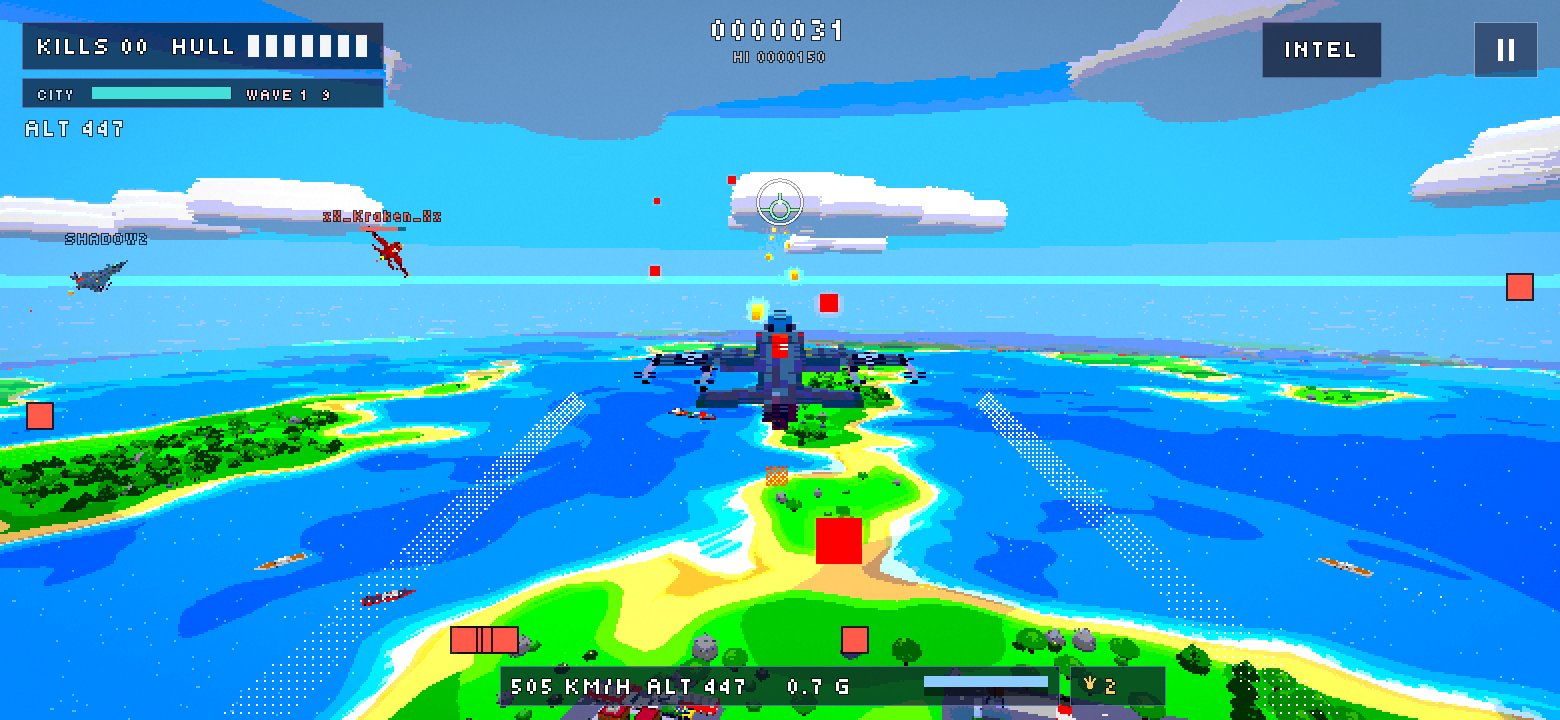 KILLS 00 HULL
0000031
HI 0000150
INTEL
CITY WAVE 1 3
ALT 447
xX_Kraken_Xx
SHADOW2
505 KM/H ALT 447 0.7 G
2